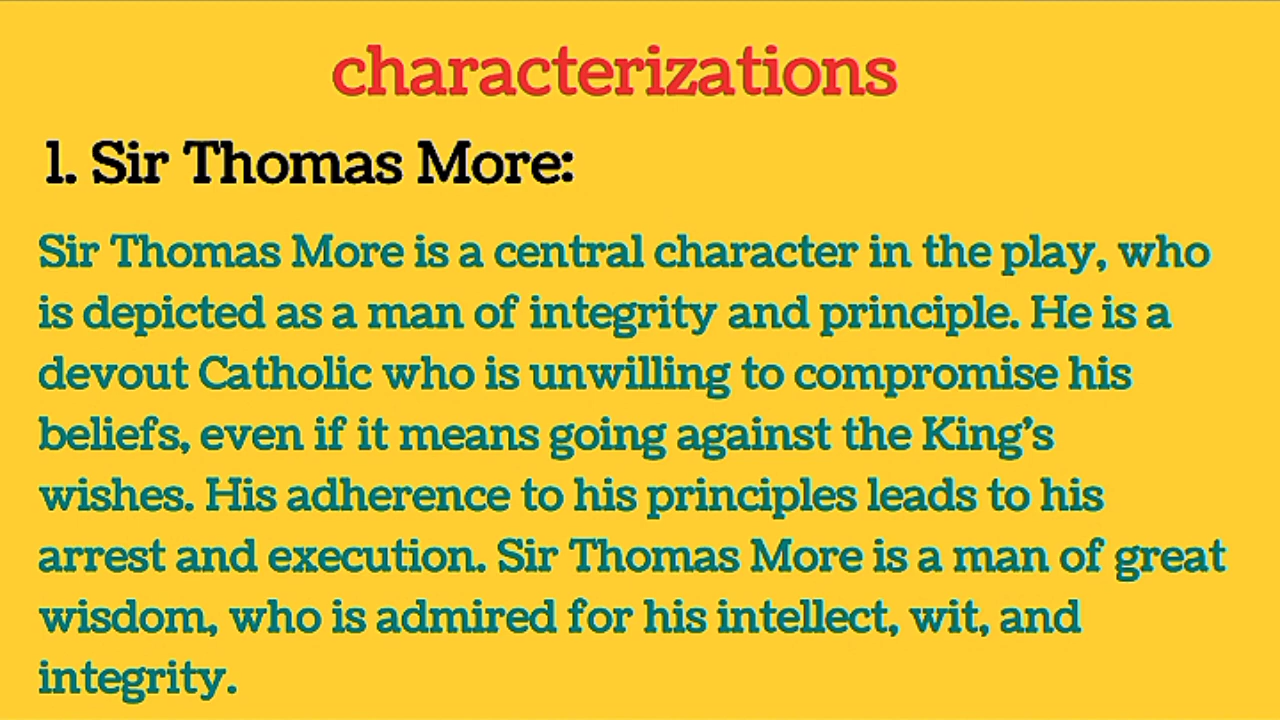 characterizations
1. Sir Thomas More:
Sir Thomas More is a central character in the play, who
is depicted as a man of integrity and principle. He is a
devout Catholic who is unwilling to compromise his
beliefs, even if it means going against the King's
wishes. His adherence to his principles leads to his
arrest and execution. Sir Thomas More is a man of great
wisdom, who is admired for his intellect, wit, and
integrity.